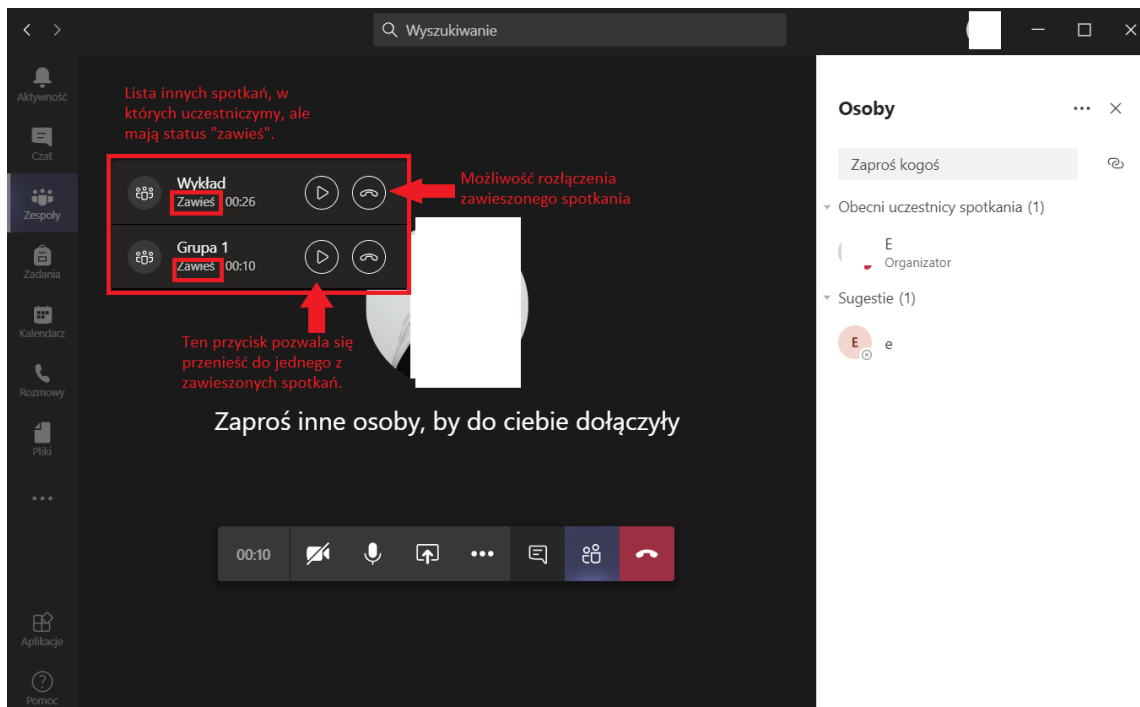 Wyszukiwanie
Aktywność
Czat
Zespoły
Zadania
Kalendarz
Rozmowy
Pliki
Aplikacje
Pomoc
Lista innych spotkań, w
których uczestniczymy, ale
mają status "zawieś".
Wykład
Zawieś 00:26
Grupa 1
Zawieś 00:10
Możliwość rozłączenia
zawieszonego spotkania
Ten przycisk pozwala się
przenieść do jednego z
zawieszonych spotkań.
Zaproś inne osoby, by do ciebie dołączyły
00:10
Osoby
Zaproś kogoś
Obecni uczestnicy spotkania (1)
E
Organizator
Sugestie (1)
E
e